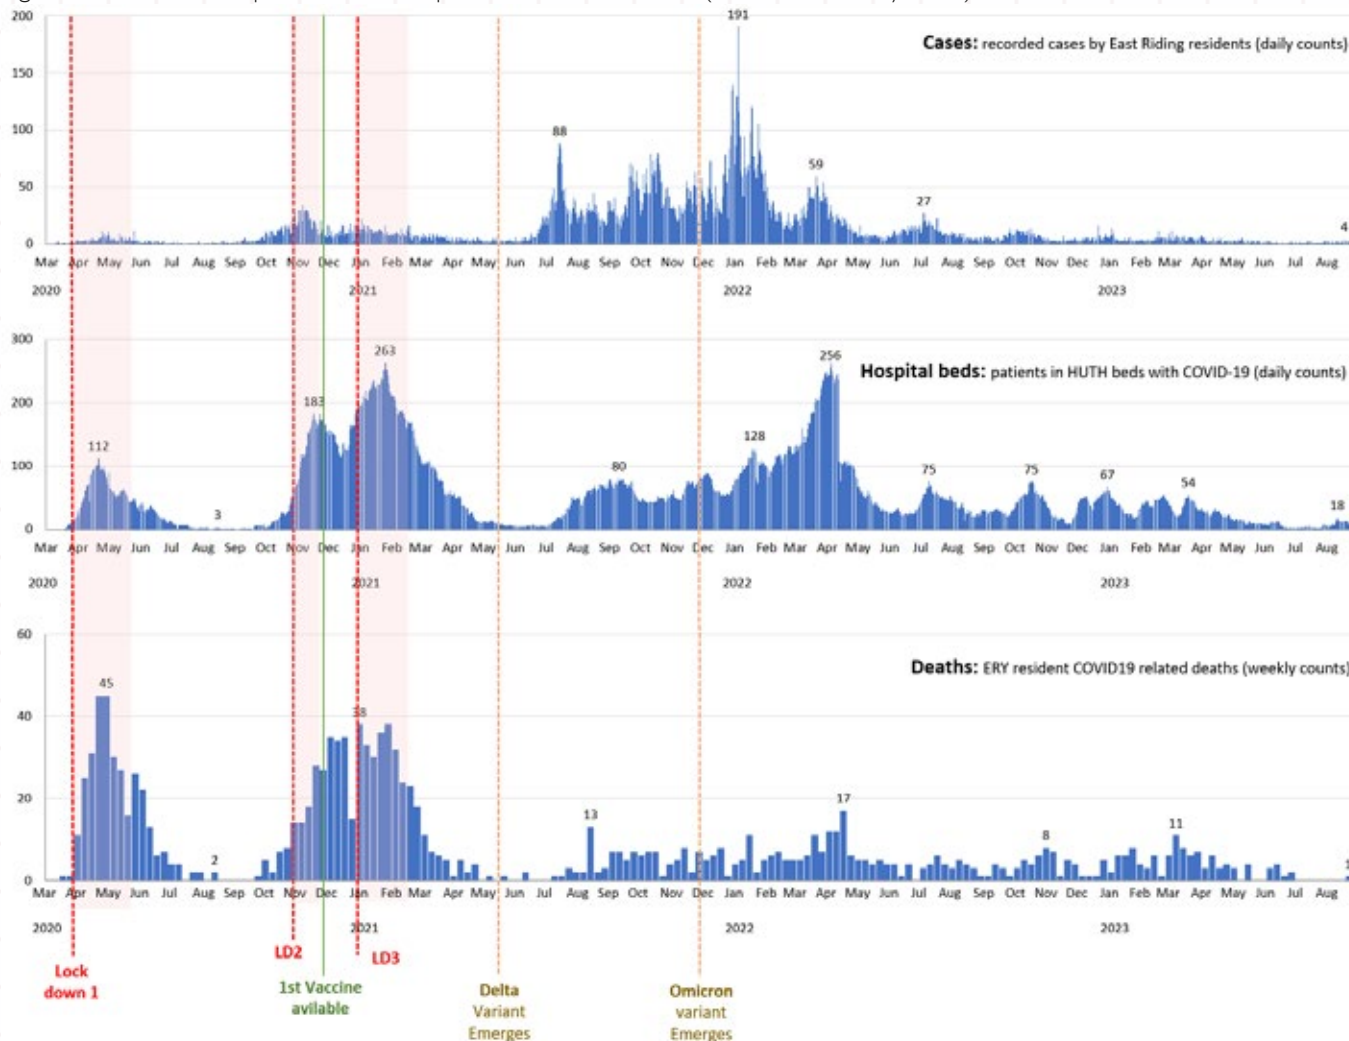 200
191
Cases: recorded cases by East Riding residents (daily counts)
150
88
100
59
50
27
4
0
Mar Apr May Jun Jul Aug Sep Oct Nov Dec Jan Feb Mar Apr May Jun Jul Aug Sep Oct Nov Dec Jan Feb Mar Apr May Jun Jul Aug Sep Oct Nov Dec Jan Feb Mar Apr May Jun Jul Aug
2020 2021 2022 2023
300
263
256
Hospital beds: patients in HUTH beds with COVID-19 (daily counts)
200
183
112
128
100
80
75
75
67
54
3
18
0
Mar Apr May Jun Jul Aug Sep Oct Nov Dec Jan Feb Mar Apr May Jun Jul Aug Sep Oct Nov Dec Jan Feb Mar Apr May Jun Jul Aug Sep Oct Nov Dec Jan Feb Mar Apr May Jun Jul Aug
2020 2021 2022 2023
60
Deaths: ERY resident COVID19 related deaths (weekly counts)
45
40
38
20
17
13
11
8
2
1
0
Mar Apr May Jun Jul Aug Sep Oct Nov Dec Jan Feb Mar Apr May Jun Jul Aug Sep Oct Nov Dec Jan Feb Mar Apr May Jun Jul Aug Sep Oct Nov Dec Jan Feb Mar Apr May Jun Jul Aug
2020 2021 2022 2023
Lock
down 1
LD2
LD3
1st Vaccine
avilable
Delta
Variant
Emerges
Omicron
variant
Emerges